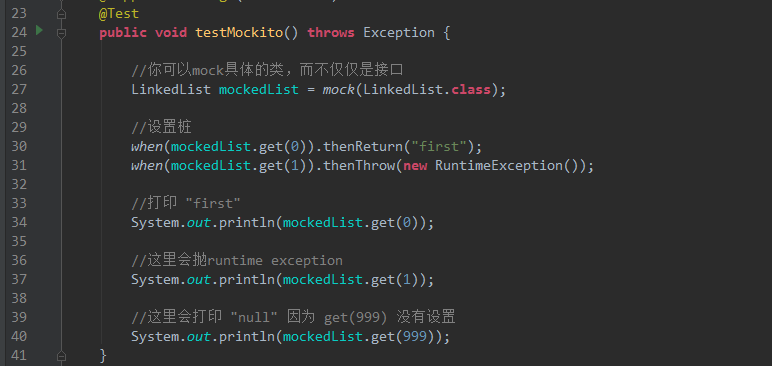 23 @Test
24 public void testMockito() throws Exception {
25
26 //你可以mock具体的类，而不仅仅是接口
27 LinkedList mockedList = mock(LinkedList.class);
28
29 //设置桩
30 when(mockedList.get(0)).thenReturn("first");
31 when(mockedList.get(1)).thenThrow(new RuntimeException());
32
33 //打印 "first"
34 System.out.println(mockedList.get(0));
35
36 //这里会抛runtime exception
37 System.out.println(mockedList.get(1));
38
39 //这里会打印 "null" 因为 get(999) 没有设置
40 System.out.println(mockedList.get(999));
41 }